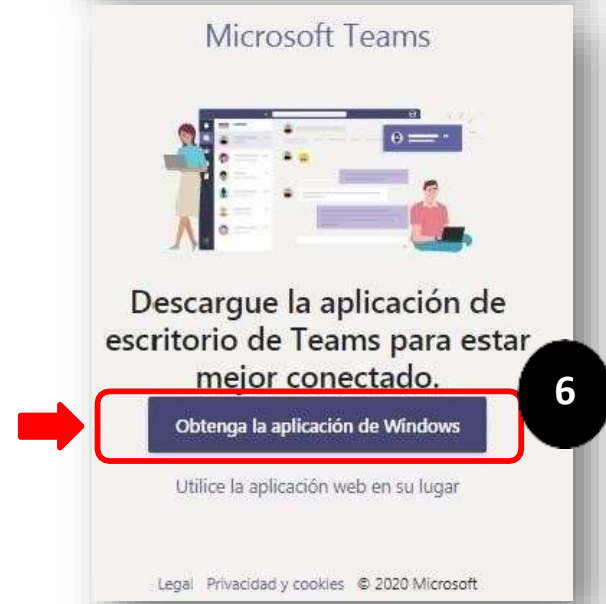 Microsoft Teams
Descargue la aplicación de
escritorio de Teams para estar
mejor conectado.
6
Obtenga la aplicación de Windows
Utilice la aplicación web en su lugar
Legal Privacidad y cookies © 2020 Microsoft